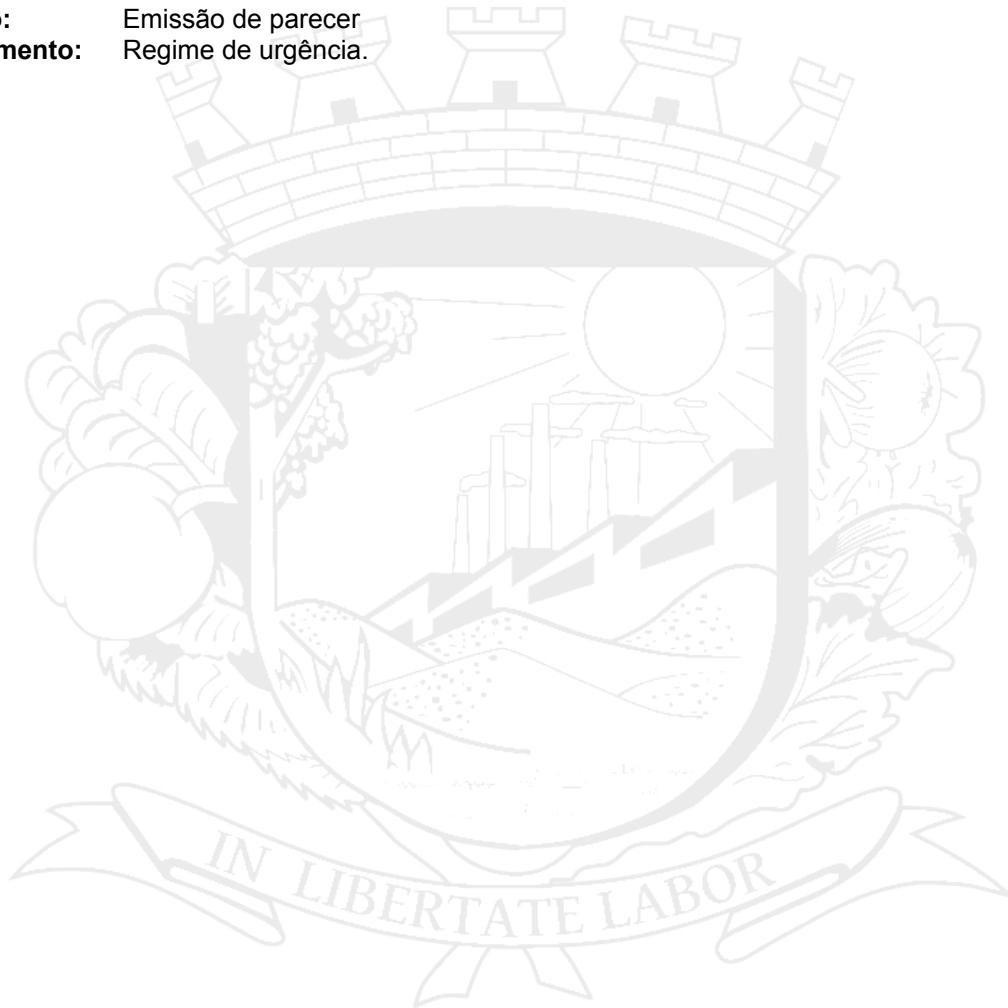 o: Emissão de parecer
mento: Regime de urgência.
IN LIBERTATE LABOR